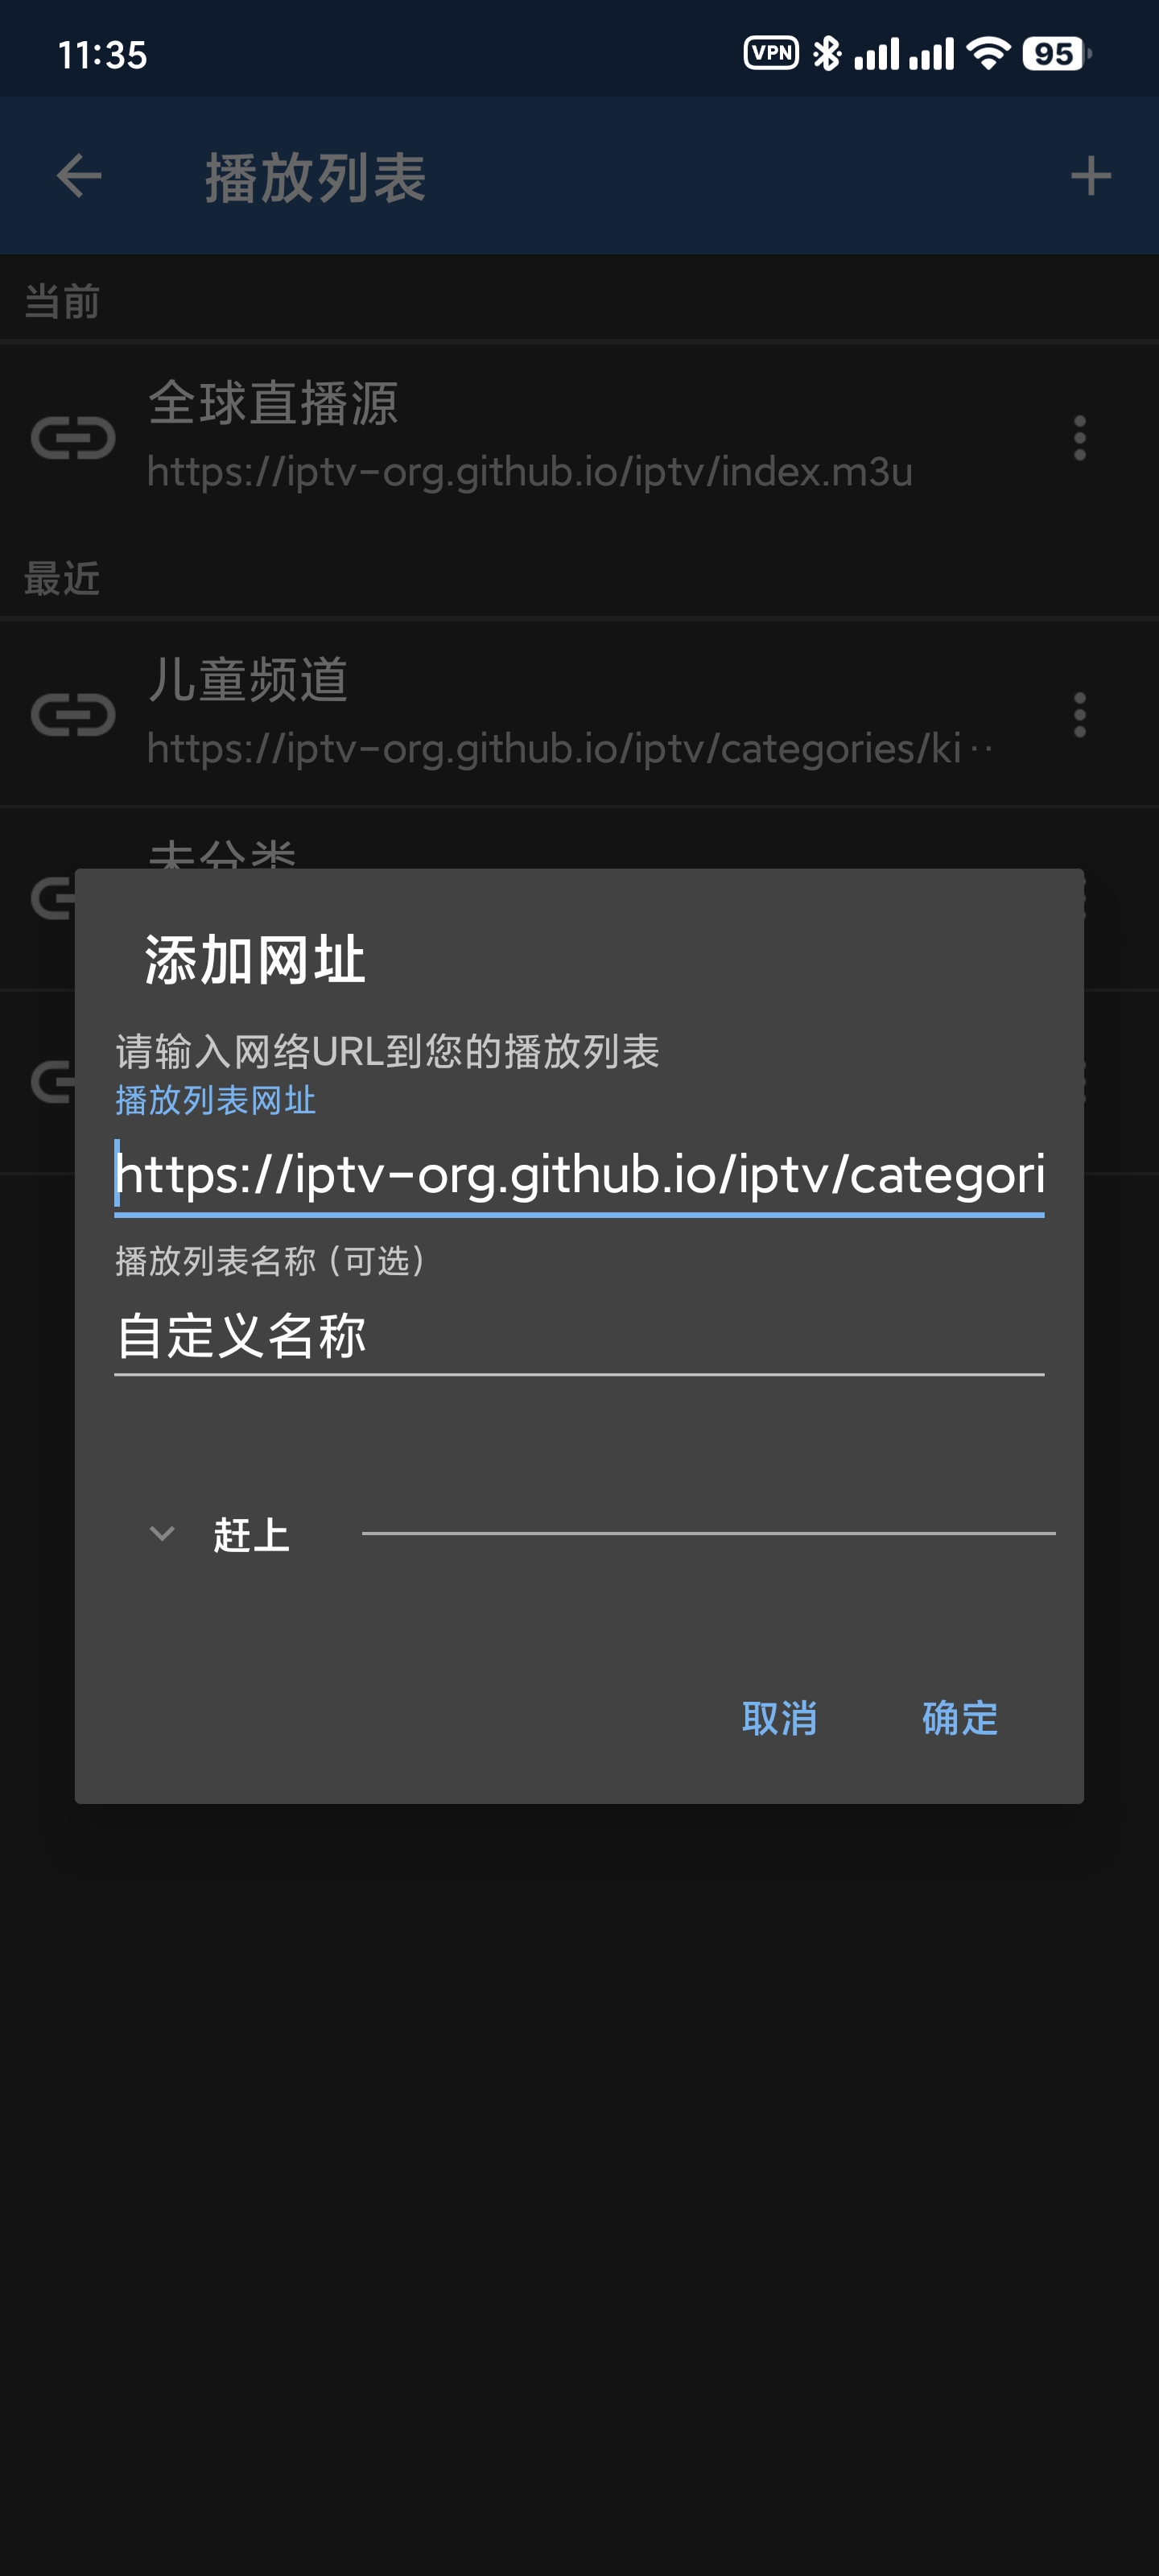 11:35
VPN
95
播放列表
当前
全球直播源
https://iptv-org.github.io/iptv/index.m3u
最近
儿童频道
https://iptv-org.github.io/iptv/categories/ki··
未分类
添加网址
请输入网络URL到您的播放列表
播放列表网址
https://iptv-org.github.io/iptv/categori
播放列表名称（可选）
自定义名称
赶上
取消
确定